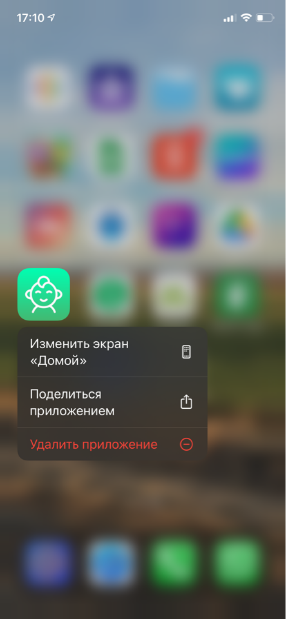 17:10
Изменить экран
«Домой»
Поделиться
приложением
Удалить приложение